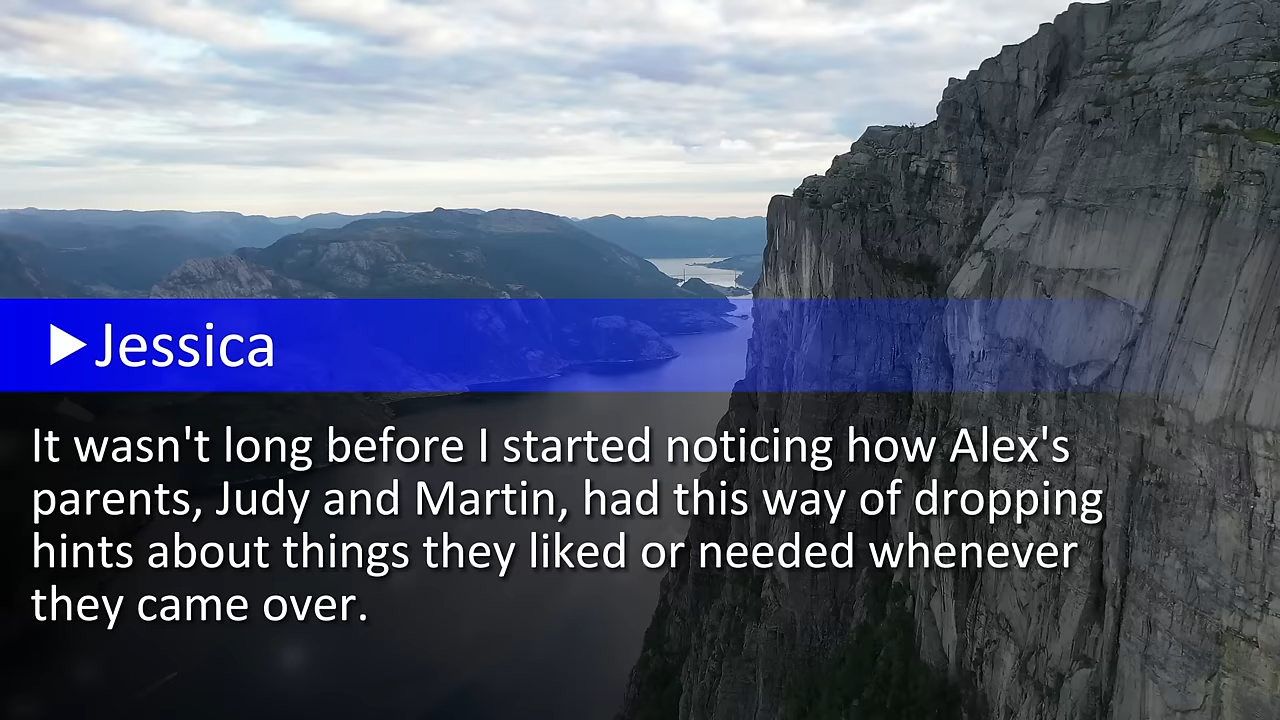 Jessica
It wasn't long before I started noticing how Alex's
parents, Judy and Martin, had this way of dropping
hints about things they liked or needed whenever
they came over.